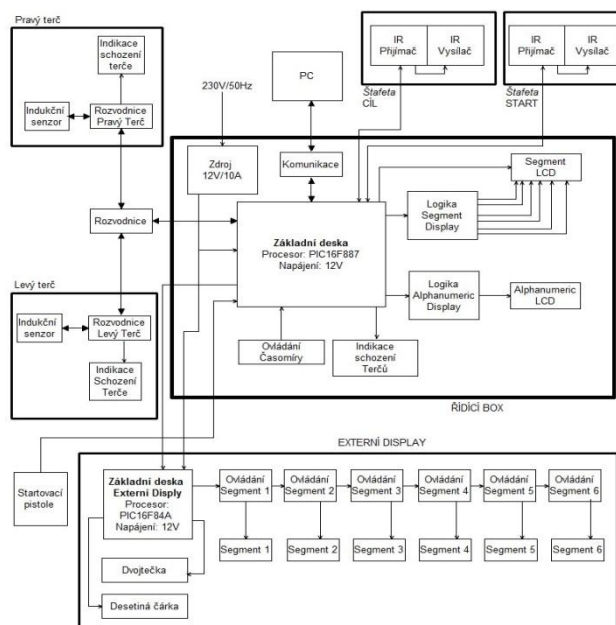 Pravý terč
Indikace
schození
terče
Indukční
senzor
Rozvodnice
Pravý Terč
230V/50Hz
PC
IR
Přijímač
IR
Vysílač
Štafeta
CÍL
IR
Přijímač
IR
Vysílač
Štafeta
START
Zdroj
12V/10A
Komunikace
Segment
LCD
Logika
Segment
Display
Rozvodnice
Základní deska
Procesor: PIC16F887
Napájení: 12V
Logika
Alphanumeric
Display
Alphanumeric
LCD
Levý terč
Indukční
senzor
Rozvodnice
Levý Terč
Indikace
Schození
Terče
Ovládání
Časomíry
Indikace
schození
Terčů
ŘÍDÍCÍ BOX
EXTERNÍ DISPLAY
Startovací
pistole
Základní deska
Externí Disply
Procesor:
PIC16F84A
Napájení: 12V
Ovládání
Segment 1
Ovládání
Segment 2
Ovládání
Segment 3
Ovládání
Segment 4
Ovládání
Segment 5
Ovládání
Segment 6
Segment 1
Segment 2
Segment 3
Segment 4
Segment 5
Segment 6
Dvojtečka
Desetiná čárka